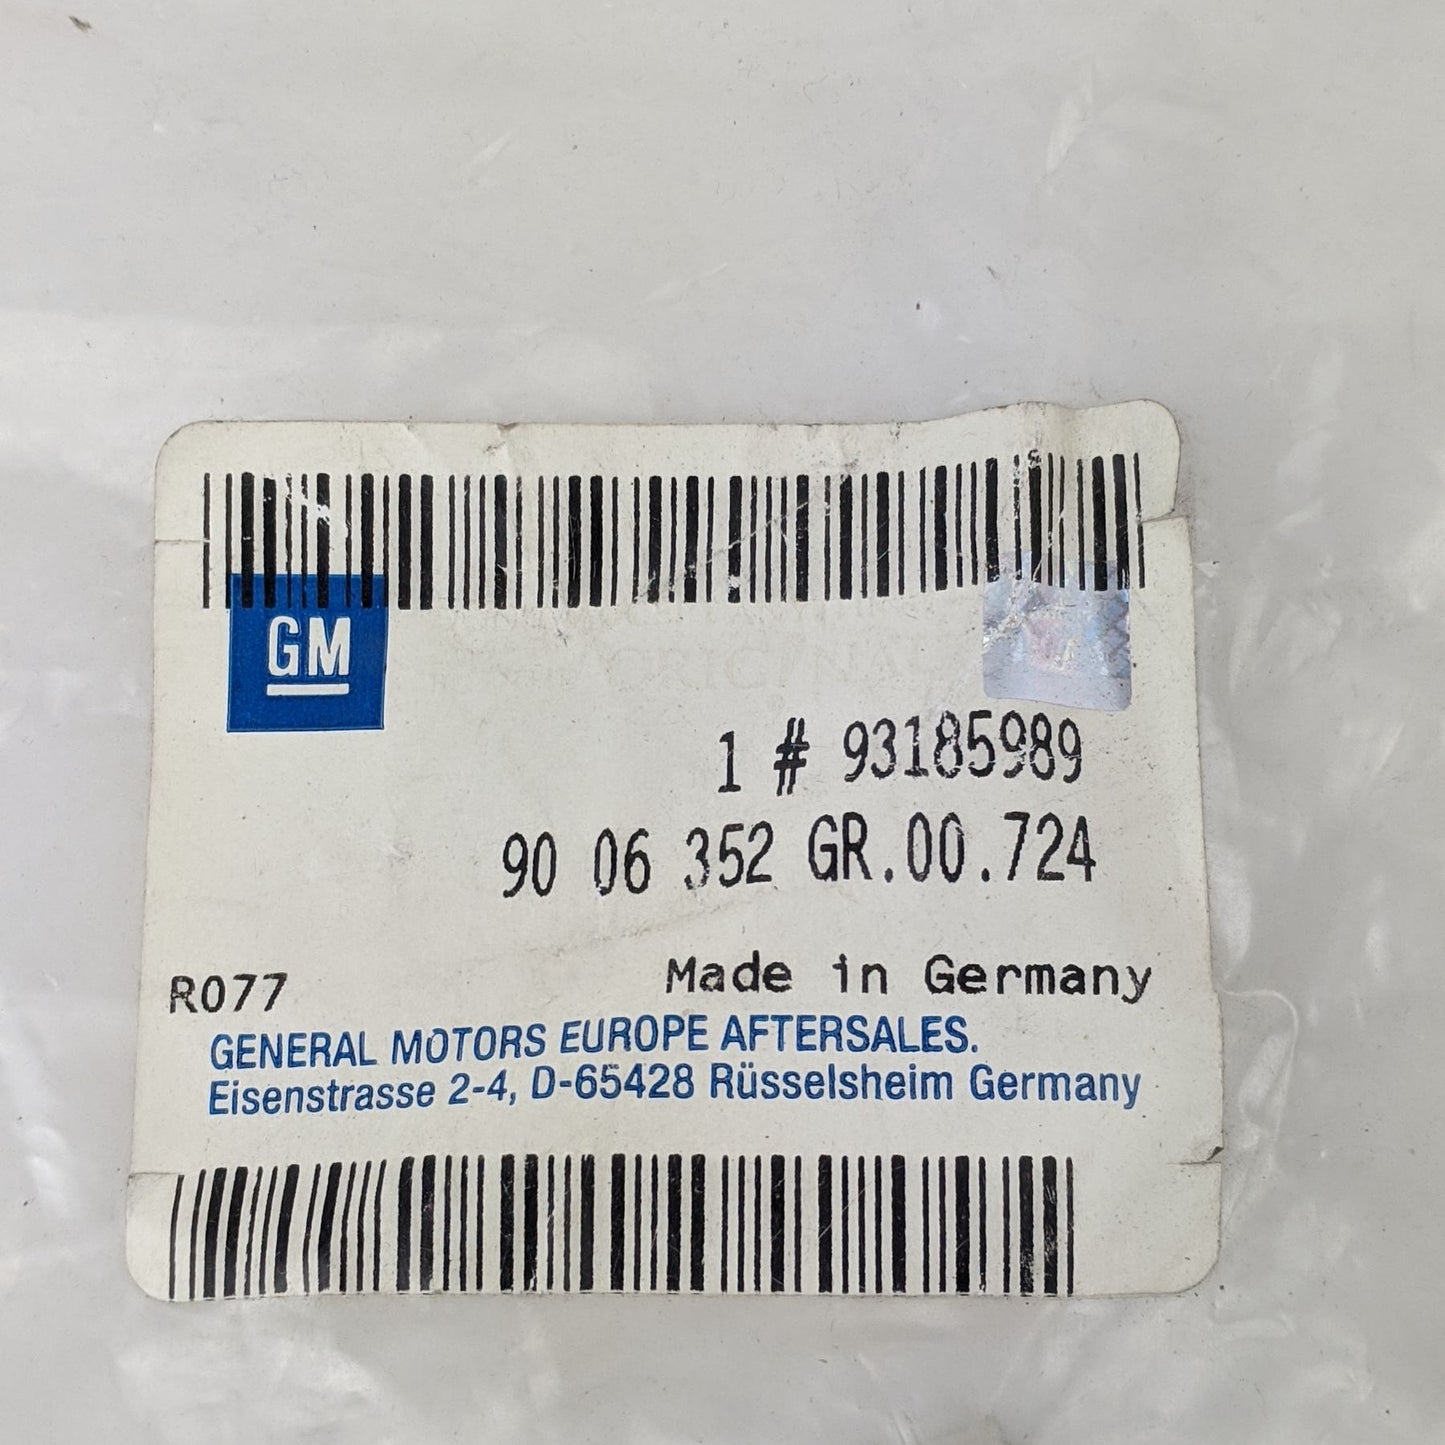 GM
1 # 93185989
90 06 352 GR.00.724
R077
Made in Germany
GENERAL MOTORS EUROPE AFTERSALES.
Eisenstrasse 2-4, D-65428 Rüsselsheim Germany